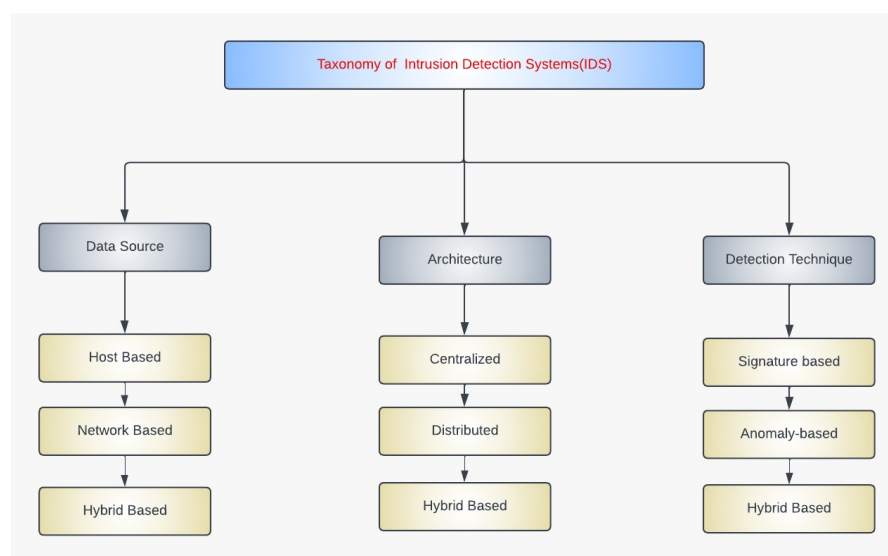 Taxonomy of  Intrusion Detection Systems(IDS)
Data Source
Architecture
Detection Technique
Host Based
Centralized
Signature based
Network Based
Distributed
Anomaly-based
Hybrid Based
Hybrid Based
Hybrid Based